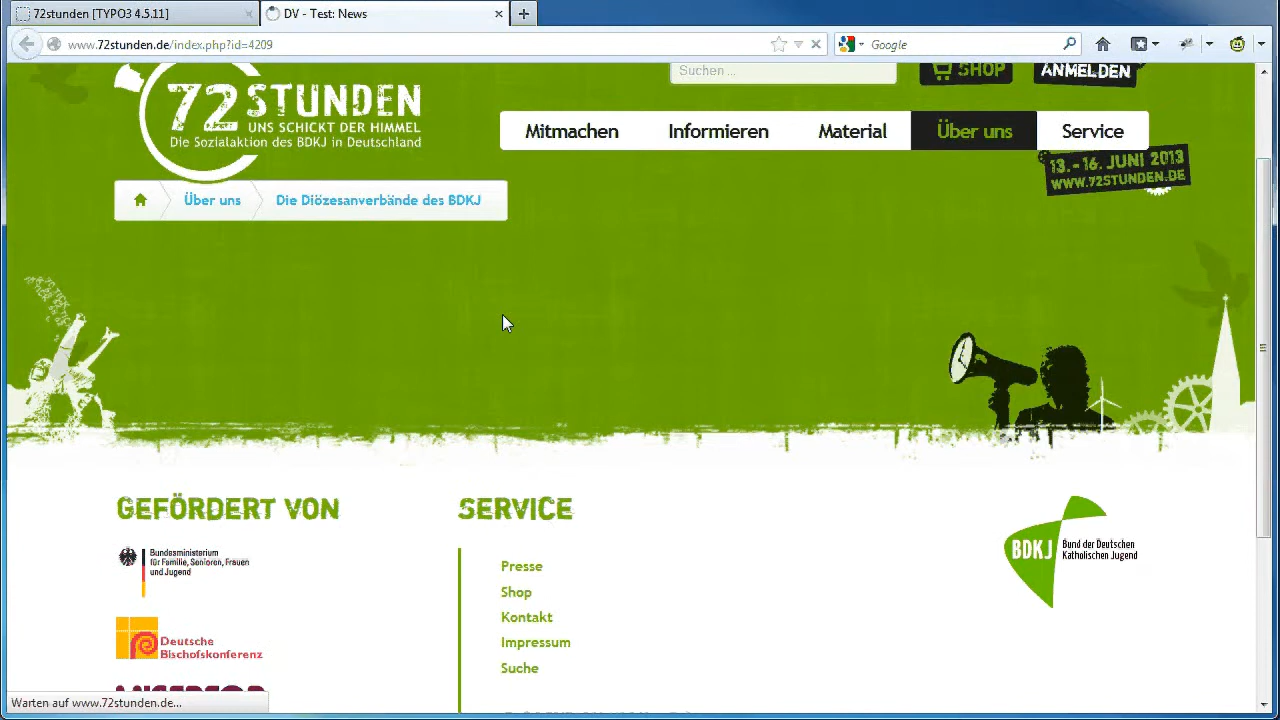 72stunden [TYPO3 4.5.11]
DV - Test: News
www.72stunden.de/index.php?id=4209
Google
Suchen ...
SHOP
ANMELDEN
72 STUNDEN
UNS SCHICKT DER HIMMEL
Die Sozialaktion des BDKJ in Deutschland
Mitmachen
Informieren
Material
Über uns
Service
13.-16. JUNI 2013
WWW.72STUNDEN.DE
Über uns
Die Diözesanverbände des BDKJ
GEFÖRDERT VON
SERVICE
Bundesministerium
für Familie, Senioren, Frauen
und Jugend
Deutsche
Bischofskonferenz
Presse
Shop
Kontakt
Impressum
Suche
BDKJ
Bund der Deutschen
Katholischen Jugend
Warten auf www.72stunden.de...